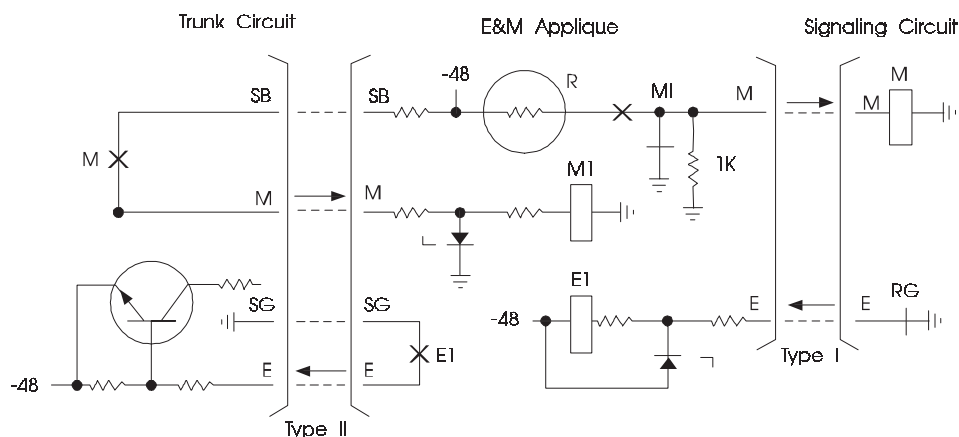 Trunk Circuit E&M Applique Signaling Circuit
-48 R M
SB SB M1 M M
M 1K
M M M1
SG SG E1 E E RG
-48
E1
-48 E E Type I
Type II